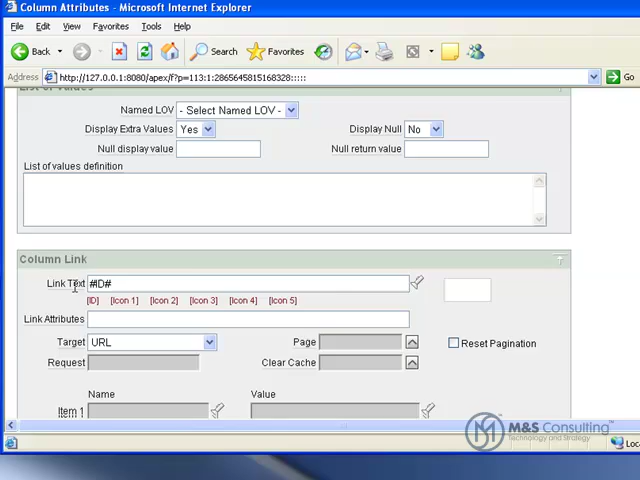 Column Attributes - Microsoft Internet Explorer
File Edit View Favorites Tools Help
Back Search Favorites
Address http://127.0.0.1:8080/apex/f?p=113:1:2865645815168328::::: Go
List of Values
Named LOV - Select Named LOV -
Display Extra Values Yes Display Null No
Null display value Null return value
List of values definition
Column Link
Link Text #ID#
[ID] [Icon 1] [Icon 2] [Icon 3] [Icon 4] [Icon 5]
Link Attributes
Target URL Page Reset Pagination
Request Clear Cache
Name Value
Item 1
M&S Consulting
Technology and Strategy
Loc